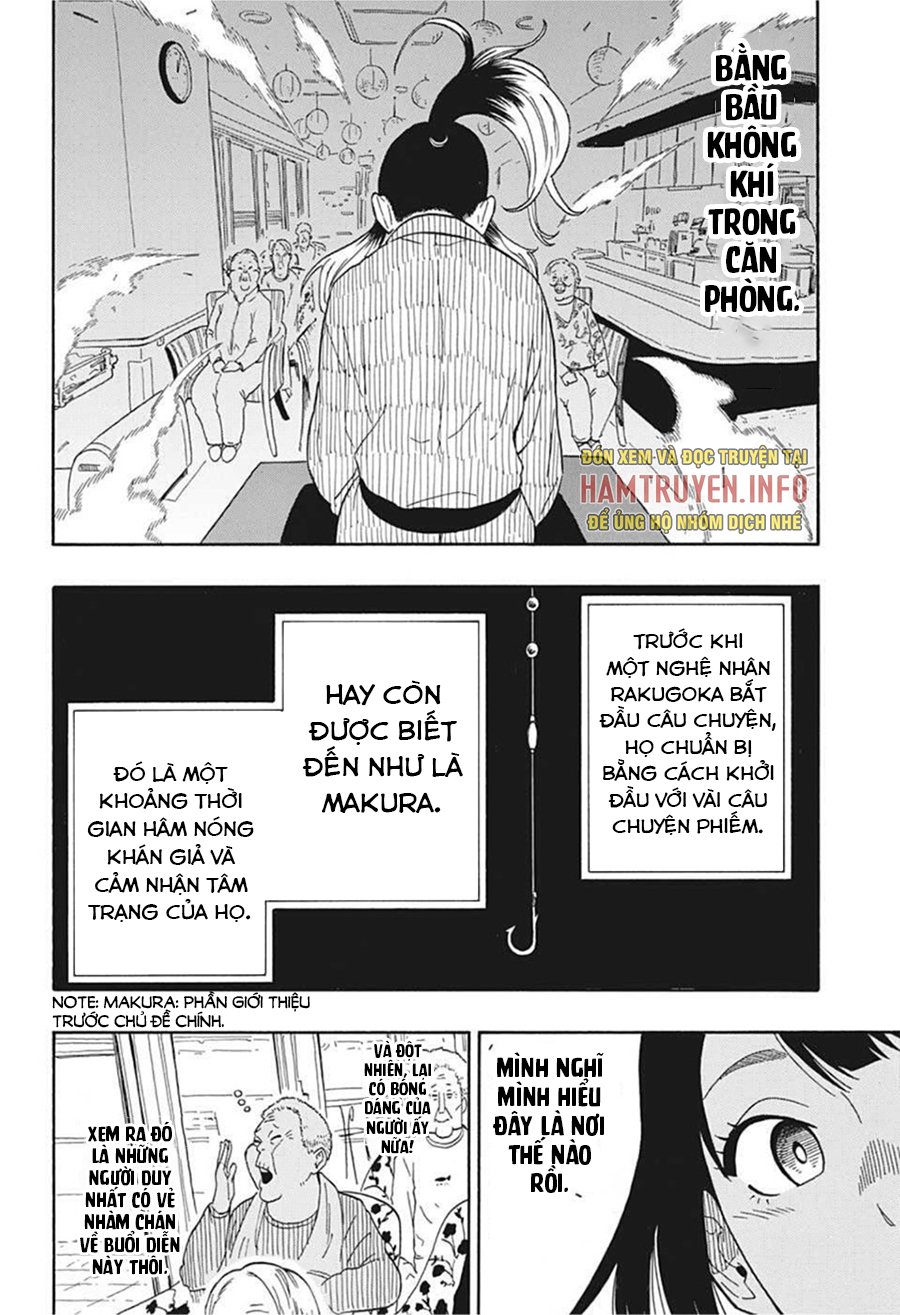 BẰNG
BẦU
KHÔNG
KHÍ
TRONG
CĂN
PHÒNG.
ĐÓN XEM VÀ ĐỌC TRUYỆN TẠI
HAMTRUYEN.INFO
ĐỂ ỦNG HỘ NHÓM DỊCH NHÉ
TRƯỚC KHI
MỘT NGHỆ NHÂN
RAKUGOKA BẮT
ĐẦU CÂU CHUYỆN,
HỌ CHUẨN BỊ
BẰNG CÁCH KHỞI
ĐẦU VỚI VÀI CÂU
CHUYỆN PHIẾM.
HAY CÒN
ĐƯỢC BIẾT
ĐẾN NHƯ LÀ
MAKURA.
ĐÓ LÀ MỘT
KHOẢNG THỜI
GIAN HÂM NÓNG
KHÁN GIẢ VÀ
CẢM NHẬN TÂM
TRẠNG CỦA HỌ.
NOTE: MAKURA: PHẦN GIỚI THIỆU
TRƯỚC CHỦ ĐỀ CHÍNH.
MÌNH NGHĨ
MÌNH HIỂU
ĐÂY LÀ NƠI
THẾ NÀO
RỒI.
VÀ ĐỘT
NHIÊN, LẠI
CÓ BÓNG
DÁNG CỦA
NGƯỜI ẤY
NỮA!
XEM RA ĐÓ
LÀ NHỮNG
NGƯỜI DUY
NHẤT CÓ VẺ
NHÀM CHÁN
VỀ BUỔI DIỄN
NÀY THÔI.